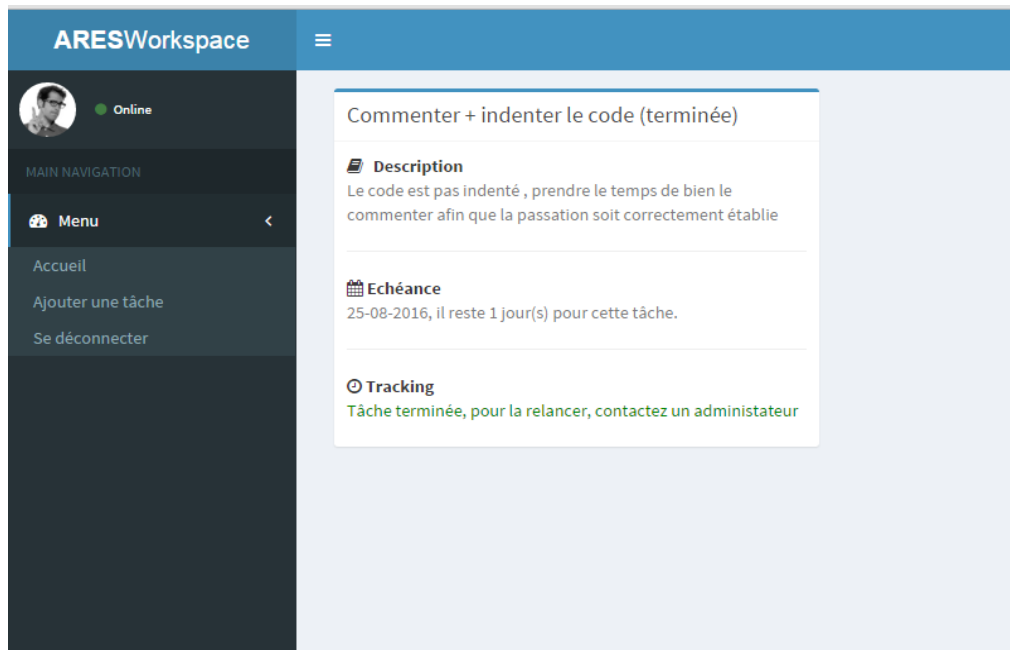 ARESWorkspace
Online
MAIN NAVIGATION
Menu
Accueil
Ajouter une tâche
Se déconnecter
Commenter + indenter le code (terminée)
Description
Le code est pas indenté , prendre le temps de bien le
commenter afin que la passation soit correctement établie
Echéance
25-08-2016, il reste 1 jour(s) pour cette tâche.
Tracking
Tâche terminée, pour la relancer, contactez un administateur